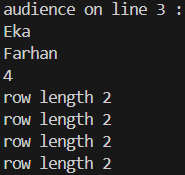 audience on line 3 :
Eka
Farhan
4
row length 2
row length 2
row length 2
row length 2